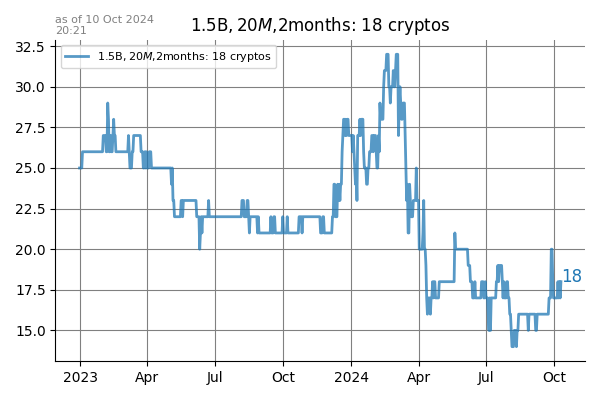 as of 10 Oct 2024
20:21
1.5B, 20M,2months: 18 cryptos
1.5B, 20M,2months: 18 cryptos
32.5
30.0
27.5
25.0
22.5
20.0
17.5
15.0
18
2023
Apr
Jul
Oct
2024
Apr
Jul
Oct